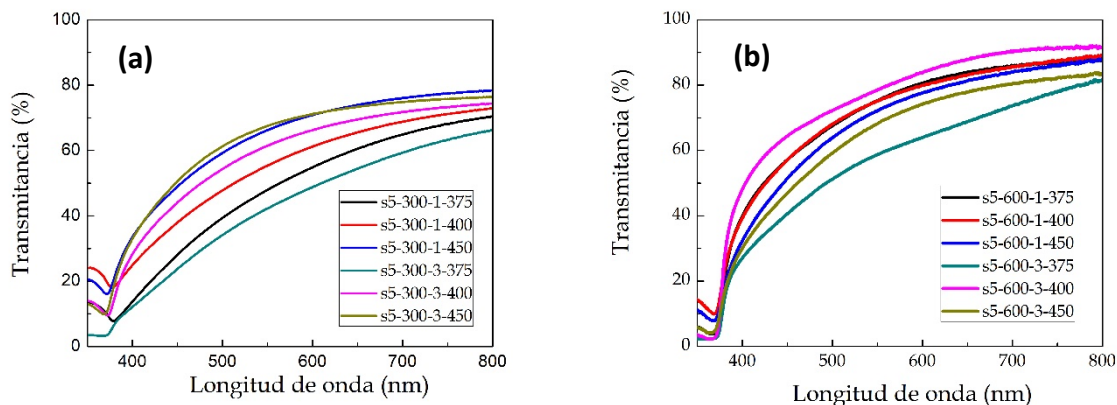 (a)
Transmitancia (%)
100
80
60
40
20
0
400 500 600 700 800
Longitud de onda (nm)
s5-300-1-375
s5-300-1-400
s5-300-1-450
s5-300-3-375
s5-300-3-400
s5-300-3-450
(b)
Transmitancia (%)
100
80
60
40
20
0
400 500 600 700 800
Longitud de onda (nm)
s5-600-1-375
s5-600-1-400
s5-600-1-450
s5-600-3-375
s5-600-3-400
s5-600-3-450